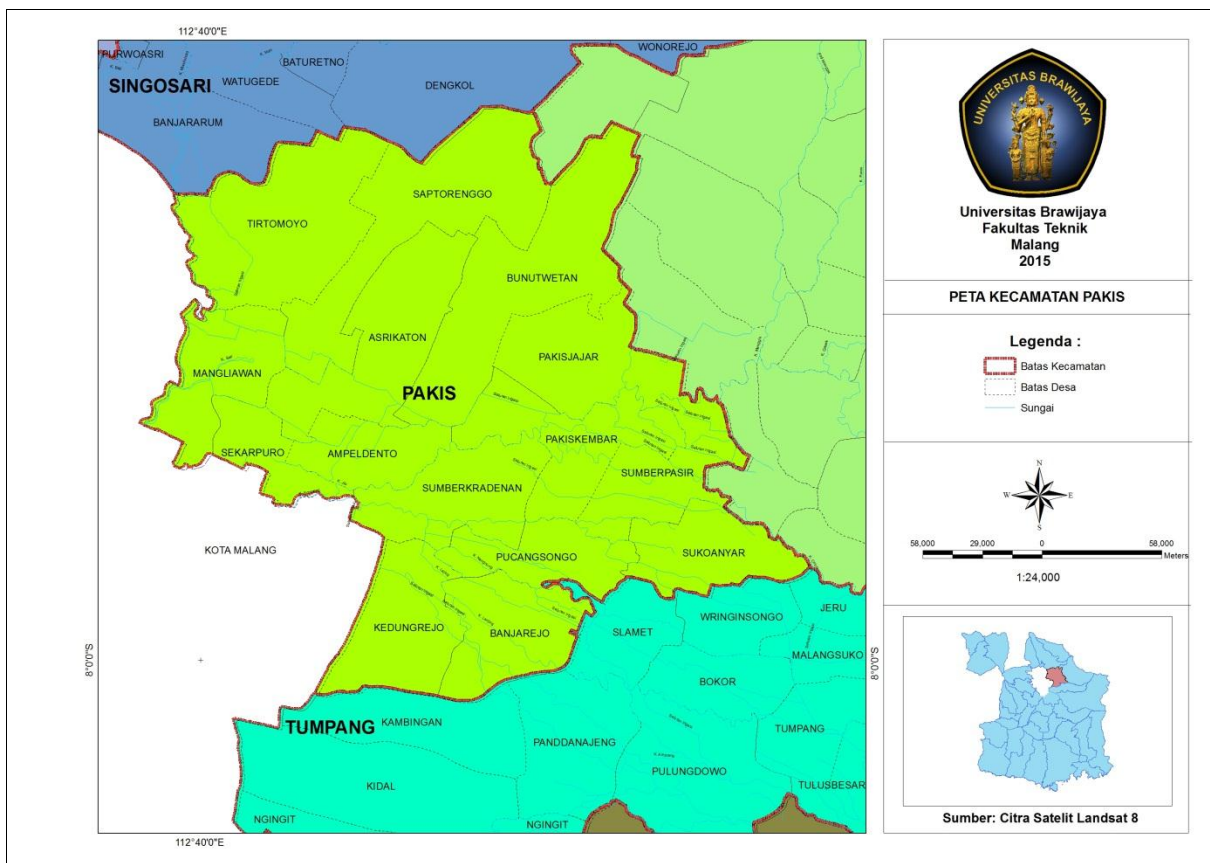 112°40'0"E
PURWOASRI
SINGOSARI
WATUGEDE
BATURETNO
DENGKOL
WONOREJO
BANJARARUM
SAPTORENGGO
TIRTOMOYO
BUNUTWETAN
ASRIKATON
PAKISJAJAR
MANGLIAWAN
PAKIS
PAKISKEMBAR
SEKARPURO
AMPELDENTO
SUMBERPASIR
SUMBERKRADENAN
KOTA MALANG
PUCANGSONGO
SUKOANYAR
KEDUNGREJO
BANJAREJO
SLAMET
WRINGINSONGO
JERU
MALANGSUKO
8°0'0"S
8°0'0"S
BOKOR
TUMPANG
KAMBINGAN
PANDDANAJENG
TUMPANG
PULUNGDOWO
KIDAL
TULUSBESAR
NGINGIT
NGINGIT
112°40'0"E
UNIVERSITAS BRAWIJAYA
Universitas Brawijaya
Fakultas Teknik
Malang
2015
PETA KECAMATAN PAKIS
Legenda :
Batas Kecamatan
Batas Desa
Sungai
N
W
E
S
58,000 29,000 0 58,000
Meters
1:24,000
Sumber: Citra Satelit Landsat 8